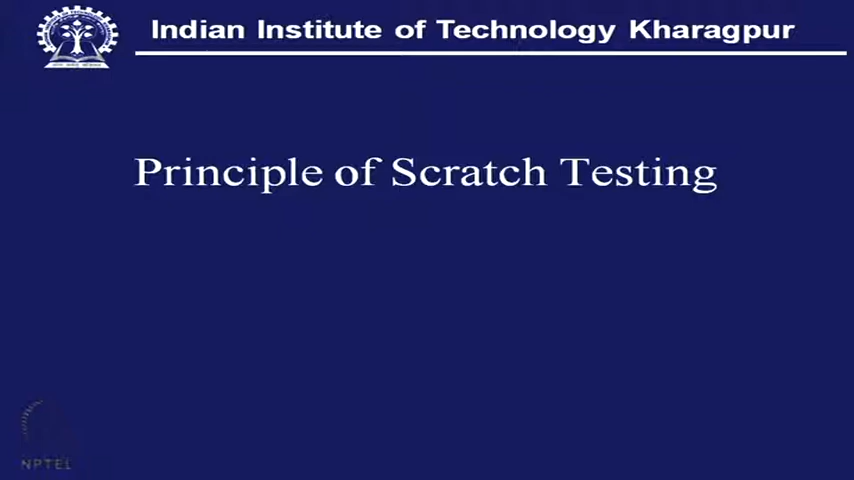 Indian Institute of Technology Kharagpur
Principle of Scratch Testing
NPTEL